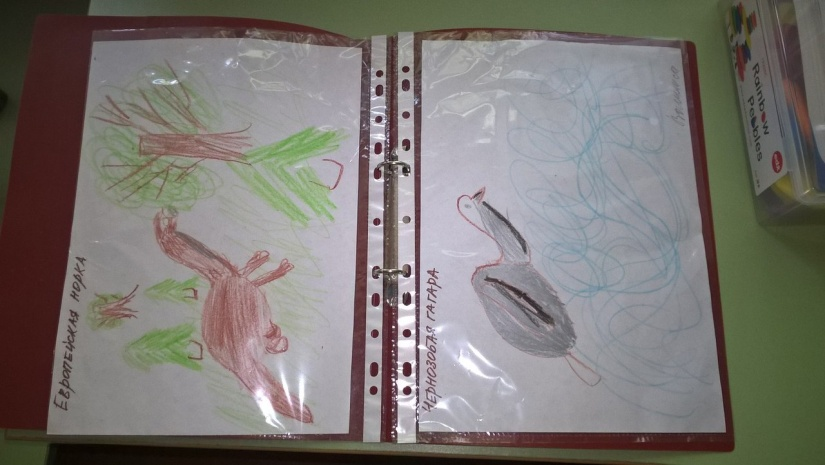 ЕВРОПЕЙСКАЯ НОРКА
ЧЕРНОЗОБАЯ ГАГАРА
Rainbow
Pebbles